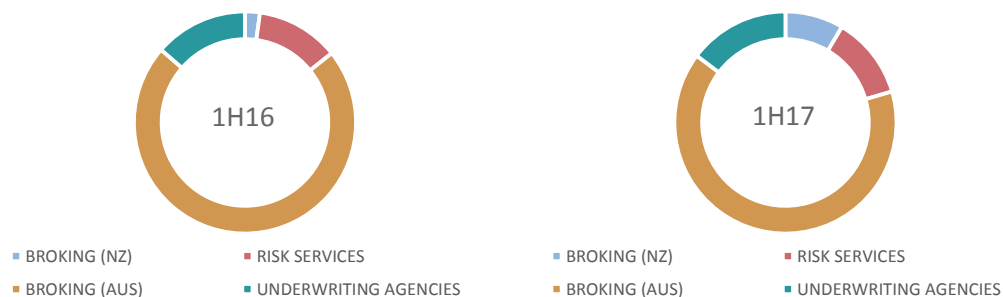 1H16
BROKING (NZ)
RISK SERVICES
BROKING (AUS)
UNDERWRITING AGENCIES
1H17
BROKING (NZ)
RISK SERVICES
BROKING (AUS)
UNDERWRITING AGENCIES